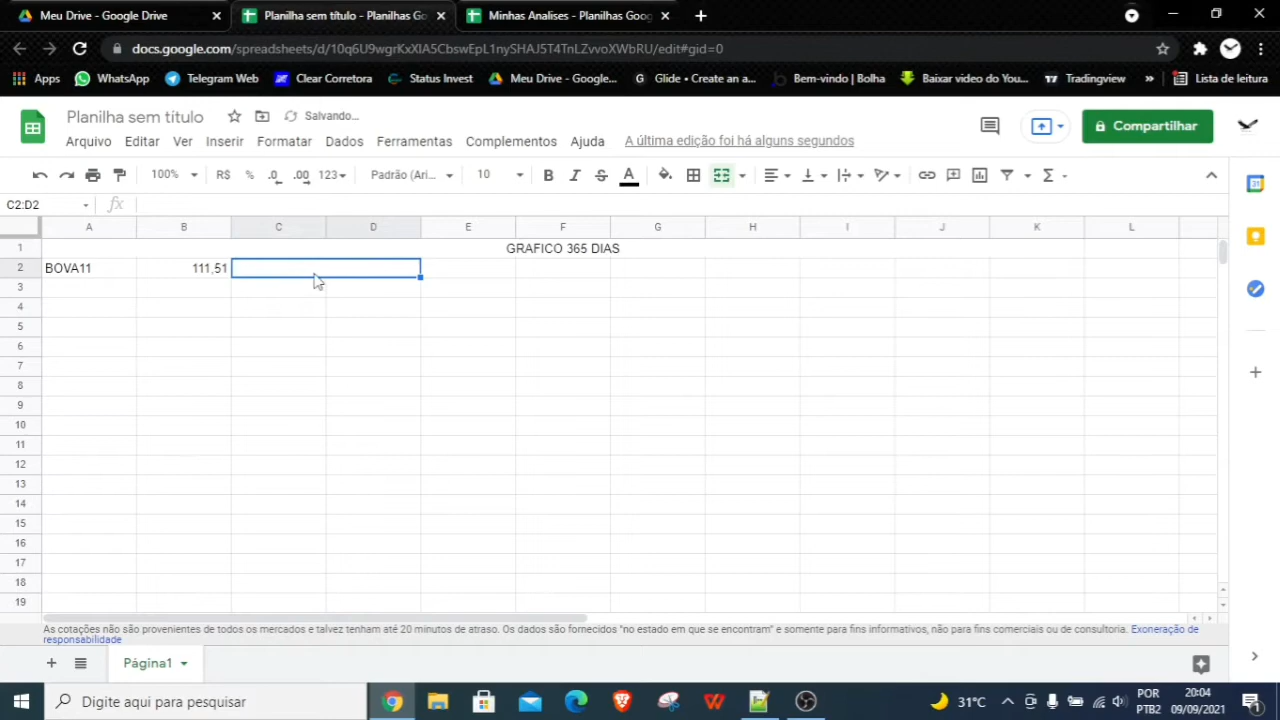 Meu Drive - Google Drive
Planilha sem título - Planilhas G
Minhas Analises - Planilhas Goo
docs.google.com/spreadsheets/d/10q6U9wgrKxXlA5CbswEpL1nySHAJ5T4TnLZvvoXWbRU/edit#gid=0
Apps WhatsApp Telegram Web Clear Corretora Status Invest Meu Drive - Google... Glide • Create an a... Bem-vindo | Bolha Baixar video do You... Tradingview » Lista de leitura
Planilha sem título Salvando...
Arquivo Editar Ver Inserir Formatar Dados Ferramentas Complementos Ajuda A última edição foi há alguns segundos
Compartilhar
100% R$ % .0 .00 123 Padrão (Ari... 10 B I S A Σ
C2:D2 fx
A B C D E F G H I J K L
1 GRAFICO 365 DIAS
2 BOVA11 111,51
3
4
5
6
7
8
9
10
11
12
13
14
15
16
17
18
19
As cotações não são provenientes de todos os mercados e talvez tenham até 20 minutos de atraso. Os dados são fornecidos "no estado em que se encontram" e somente para fins informativos, não para fins comerciais ou de consultoria. Exoneração de
responsabilidade
Página1
Digite aqui para pesquisar
31°C
POR
PTB2
20:04
09/09/2021